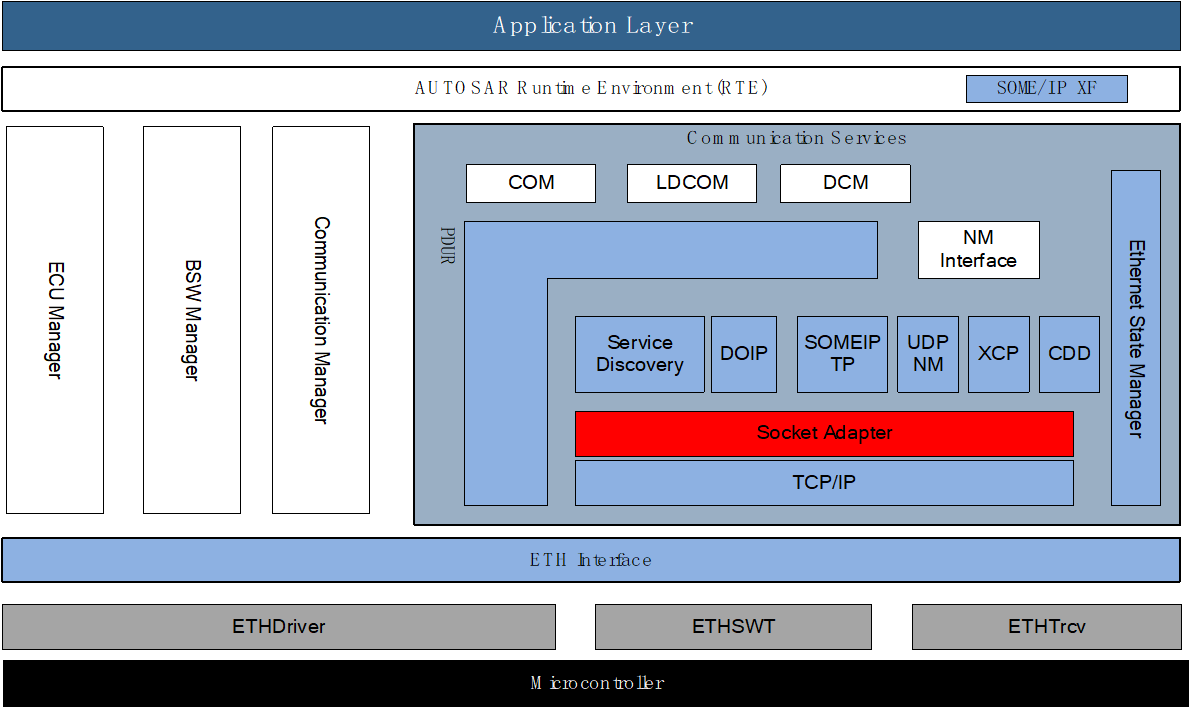 Application Layer
AUTOSAR Runtime Environment (RTE)
SOME/IP XF
ECU Manager
BSW Manager
Communication Manager
Communication Services
COM
LDCOM
DCM
PDUR
NM
Interface
Ethernet State Manager
Service
Discovery
DOIP
SOMEIP
TP
UDP
NM
XCP
CDD
Socket Adapter
TCP/IP
ETH Interface
ETHDriver
ETHSWT
ETHTrcv
Microcontroller